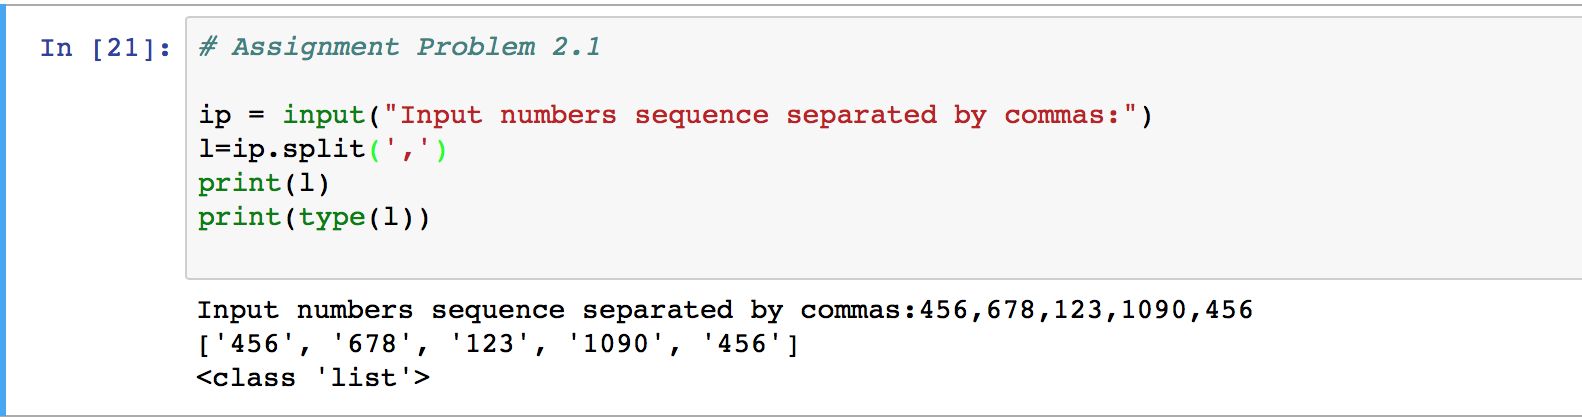 In [21]:
# Assignment Problem 2.1
ip = input("Input numbers sequence separated by commas:")
l=ip.split(',')
print(l)
print(type(l))
Input numbers sequence separated by commas:456,678,123,1090,456
['456', '678', '123', '1090', '456']
<class 'list'>